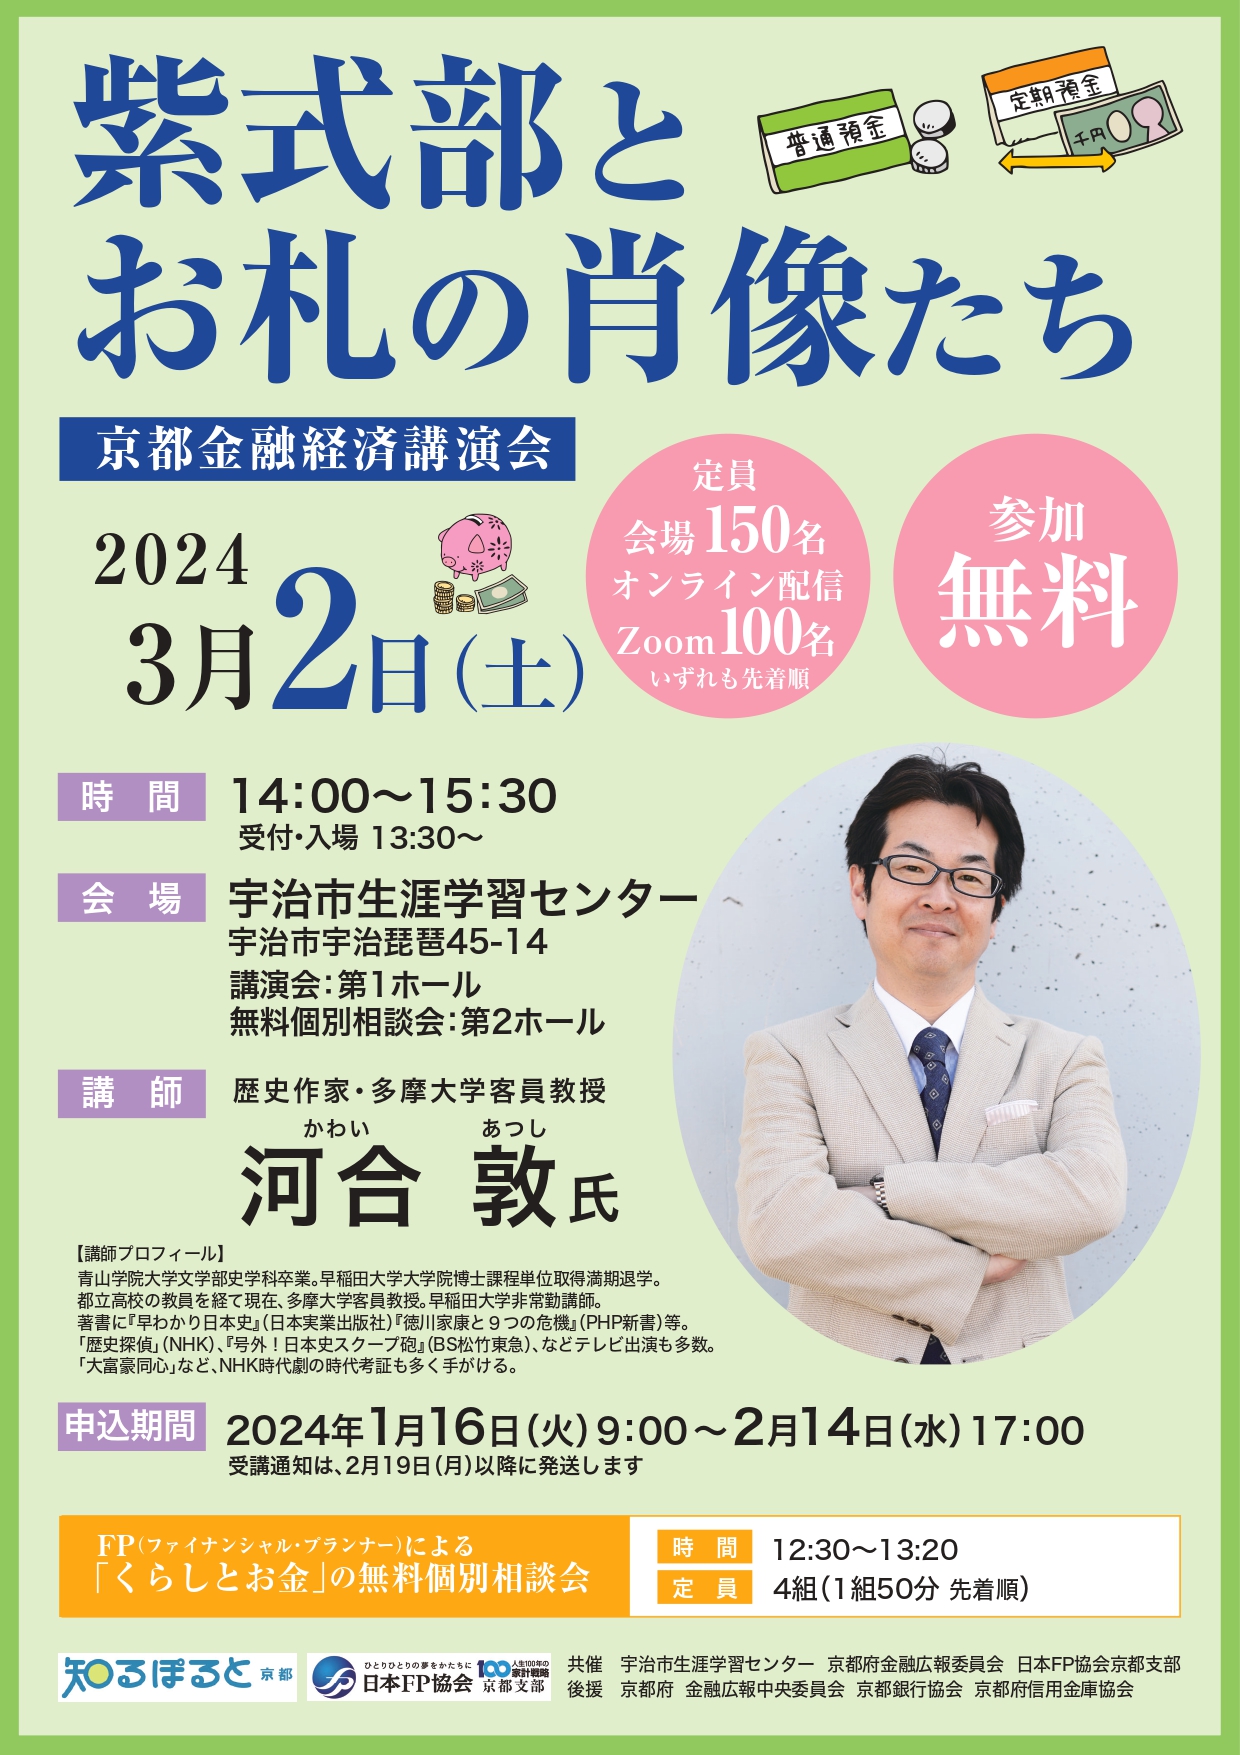 紫式部と
お札の肖像たち
普通預金
定期預金
千円
京都金融経済講演会
2024
3月2日(土)
定員
会場150名
オンライン配信
Zoom100名
いずれも先着順
参加
無料
時 間
14:00〜15:30
受付・入場 13:30〜
会 場
宇治市生涯学習センター
宇治市宇治琵琶45-14
講演会:第1ホール
無料個別相談会:第2ホール
講 師
歴史作家・多摩大学客員教授
かわい あつし
河合 敦氏
【講師プロフィール】
青山学院大学文学部史学科卒業。早稲田大学大学院博士課程単位取得満期退学。
都立高校の教員を経て現在、多摩大学客員教授。早稲田大学非常勤講師。
著書に『早わかり日本史』(日本実業出版社)『徳川家康と9つの危機』(PHP新書)等。
「歴史探偵」(NHK)、『号外!日本史スクープ砲』(BS松竹東急)、などテレビ出演も多数。
「大富豪同心」など、NHK時代劇の時代考証も多く手がける。
申込期間
2024年1月16日(火)9:00〜2月14日(水)17:00
受講通知は、2月19日(月)以降に発送します
FP(ファイナンシャル・プランナー)による
「くらしとお金」の無料個別相談会
時 間
12:30〜13:20
定 員
4組(1組50分 先着順)
知るぽると 京都
ひとりひとりの夢をかたちに
日本FP協会
100 人生100年の
家計戦略
京都支部
共催 宇治市生涯学習センター 京都府金融広報委員会 日本FP協会京都支部
後援 京都府 金融広報中央委員会 京都銀行協会 京都府信用金庫協会